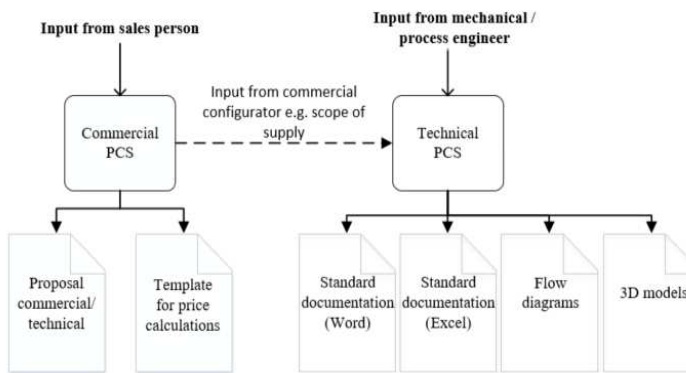 Input from sales person
Input from mechanical /
process engineer
Input from commercial
configurator e.g. scope of
supply
Commercial
PCS
Technical
PCS
Proposal
commercial/
technical
Template
for price
calculations
Standard
documentation
(Word)
Standard
documentation
(Excel)
Flow
diagrams
3D models